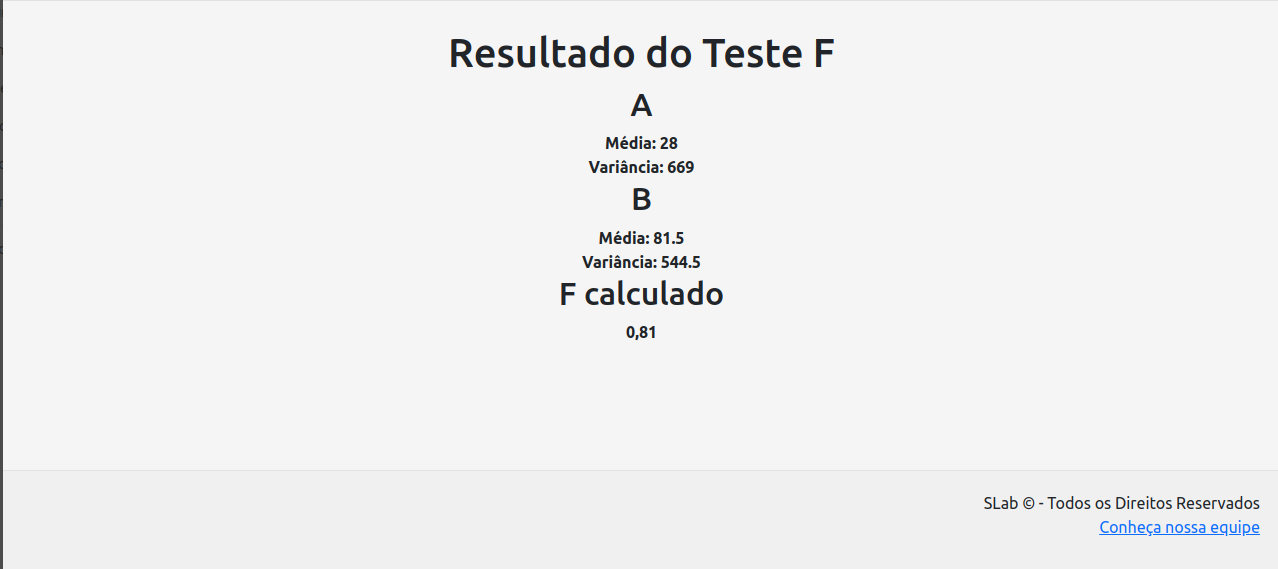 Resultado do Teste F
A
Média: 28
Variância: 669
B
Média: 81.5
Variância: 544.5
F calculado
0,81
SLab © - Todos os Direitos Reservados
Conheça nossa equipe